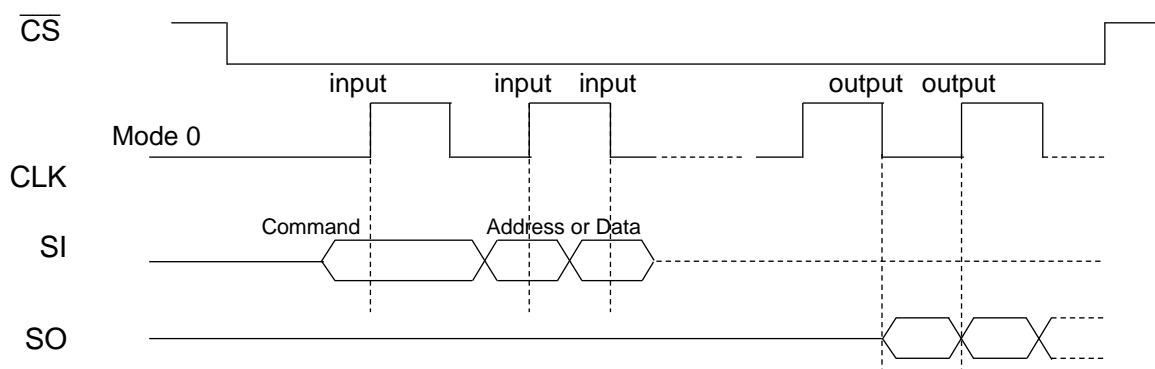 CS
input input input output output
Mode 0
CLK
Command Address or Data
SI
SO